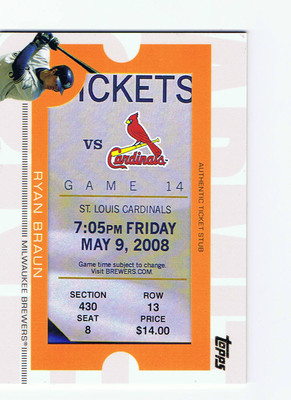 TICKETS
VS
Cardinals
GAME 14
ST. LOUIS CARDINALS
7:05PM FRIDAY
MAY 9, 2008
Game time subject to change.
Visit BREWERS.COM
SECTION ROW
430 13
SEAT PRICE
8 $14.00
RYAN BRAUN
MILWAUKEE BREWERS®
AUTHENTIC TICKET STUB
TOPPS